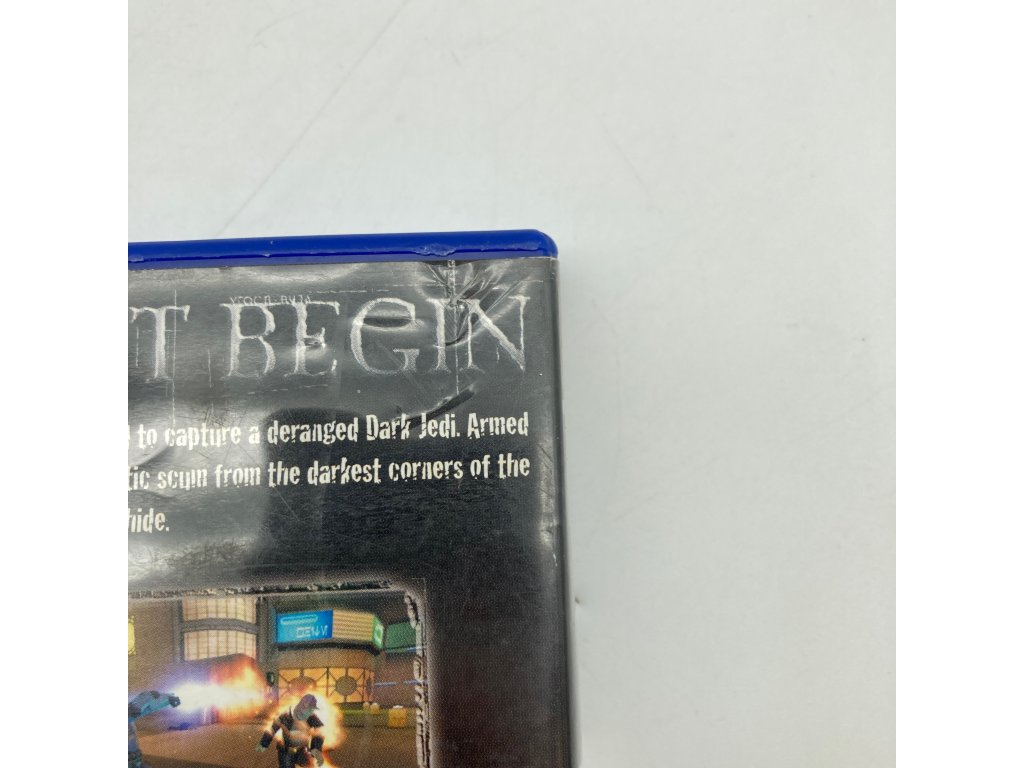 T BEGIN
to capture a deranged Dark Jedi. Armed
tic scum from the darkest corners of the
hide.